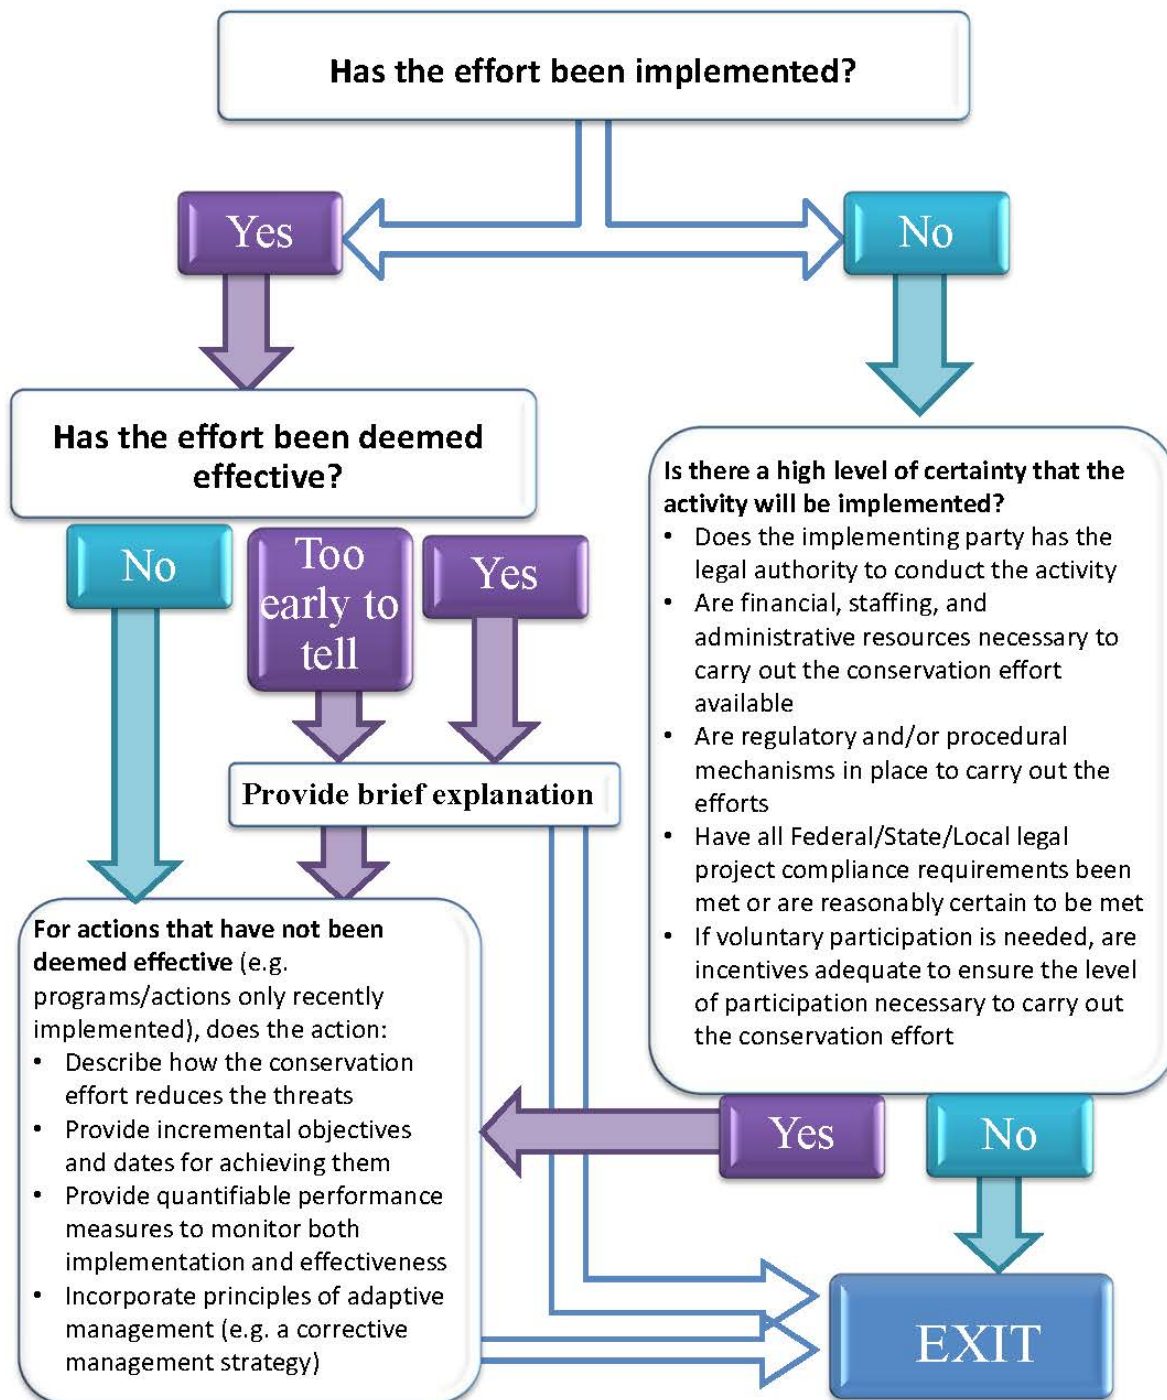 Has the effort been implemented?
Yes
No
Has the effort been deemed
effective?
No
Too
early to
tell
Yes
Provide brief explanation
For actions that have not been
deemed effective (e.g.
programs/actions only recently
implemented), does the action:
• Describe how the conservation
effort reduces the threats
• Provide incremental objectives
and dates for achieving them
• Provide quantifiable performance
measures to monitor both
implementation and effectiveness
• Incorporate principles of adaptive
management (e.g. a corrective
management strategy)
Is there a high level of certainty that the
activity will be implemented?
• Does the implementing party has the
legal authority to conduct the activity
• Are financial, staffing, and
administrative resources necessary to
carry out the conservation effort
available
• Are regulatory and/or procedural
mechanisms in place to carry out the
efforts
• Have all Federal/State/Local legal
project compliance requirements been
met or are reasonably certain to be met
• If voluntary participation is needed, are
incentives adequate to ensure the level
of participation necessary to carry out
the conservation effort
Yes
No
EXIT